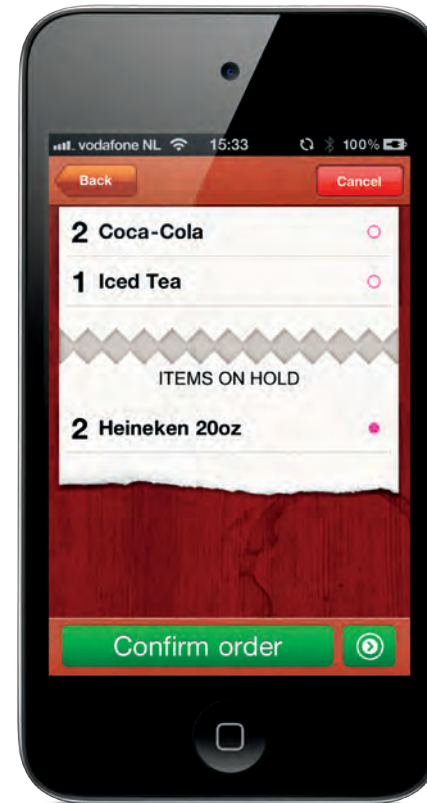 vodafone NL 15:33 100%
Back Cancel
2 Coca-Cola
1 Iced Tea
ITEMS ON HOLD
2 Heineken 20oz
Confirm order